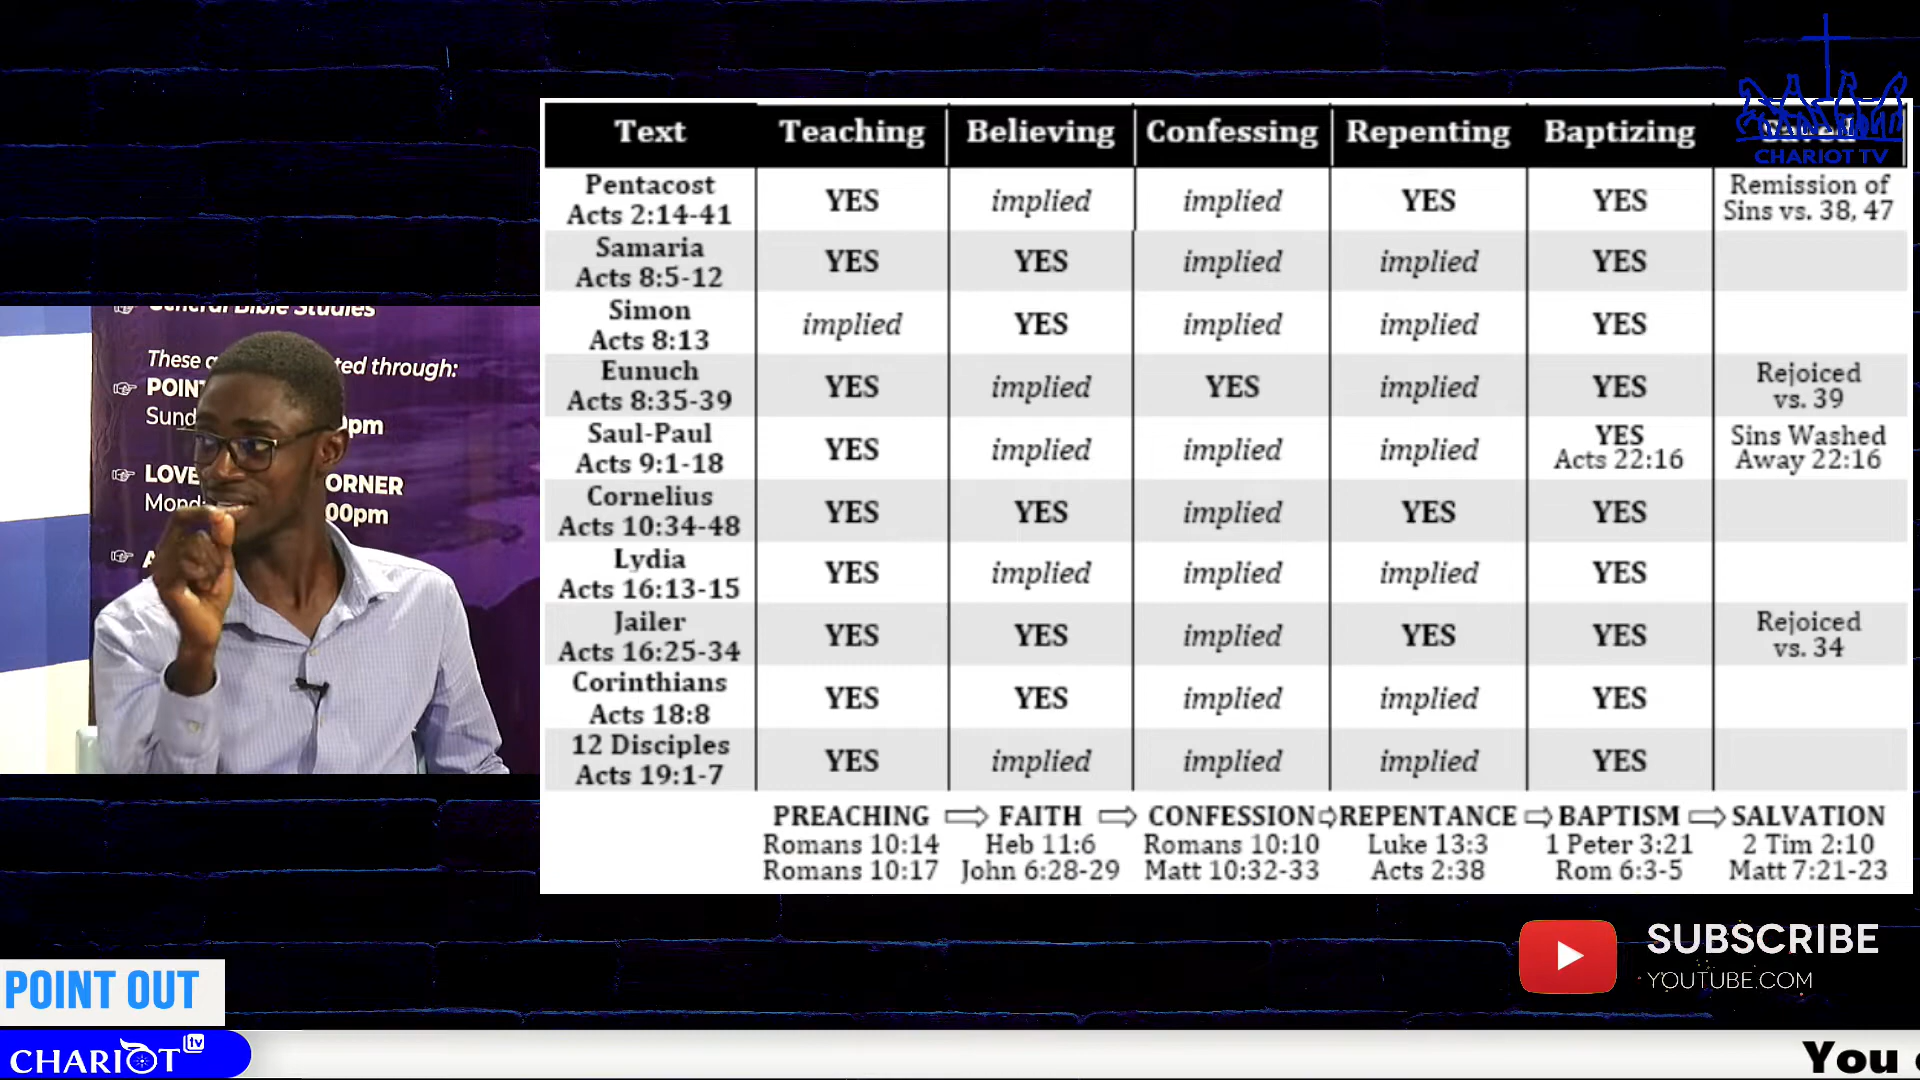 CHARIOT TV
Text Teaching Believing Confessing Repenting Baptizing
Pentacost
Acts 2:14-41 YES implied implied YES YES Remission of
Sins vs. 38, 47
Samaria
Acts 8:5-12 YES YES implied implied YES
Simon
Acts 8:13 implied YES implied implied YES
Eunuch
Acts 8:35-39 YES implied YES implied YES Rejoiced
vs. 39
Saul-Paul
Acts 9:1-18 YES implied implied implied YES
Acts 22:16 Sins Washed
Away 22:16
Cornelius
Acts 10:34-48 YES YES implied YES YES
Lydia
Acts 16:13-15 YES implied implied implied YES
Jailer
Acts 16:25-34 YES YES implied YES YES Rejoiced
vs. 34
Corinthians
Acts 18:8 YES YES implied implied YES
12 Disciples
Acts 19:1-7 YES implied implied implied YES
PREACHING ⇨ FAITH ⇨ CONFESSION ⇨ REPENTANCE ⇨ BAPTISM ⇨ SALVATION
Romans 10:14 Heb 11:6 Romans 10:10 Luke 13:3 1 Peter 3:21 2 Tim 2:10
Romans 10:17 John 6:28-29 Matt 10:32-33 Acts 2:38 Rom 6:3-5 Matt 7:21-23
General Bible Studies
These ted through:
POINT
Sund pm
LOVE ORNER
Mond 00pm
SUBSCRIBE
YOUTUBE.COM
POINT OUT
CHARIOT tv
You